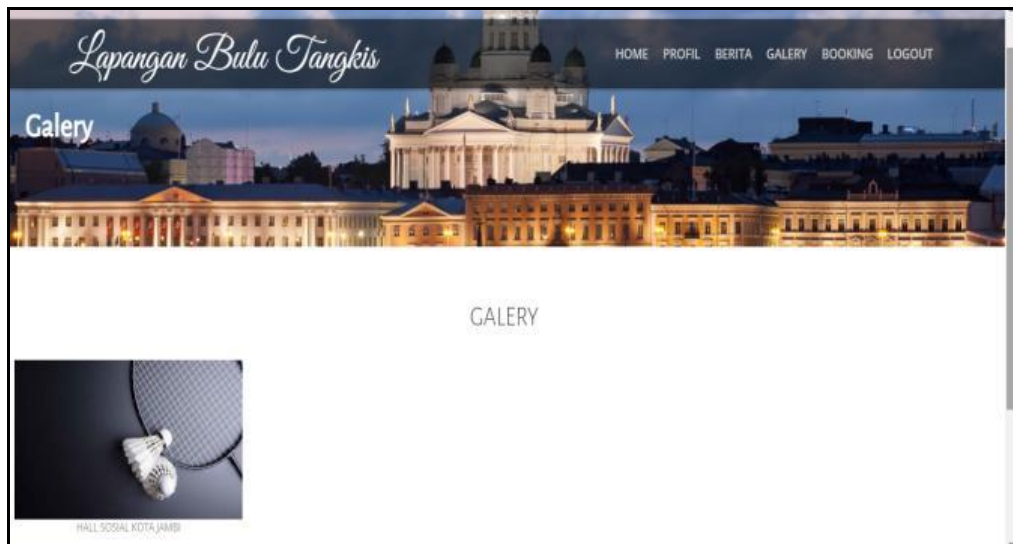 Lapangan Bulu Tangkis
HOME PROFIL BERITA GALERY BOOKING LOGOUT
Galery
GALERY
HALL SOSIAL KOTA JAMBI